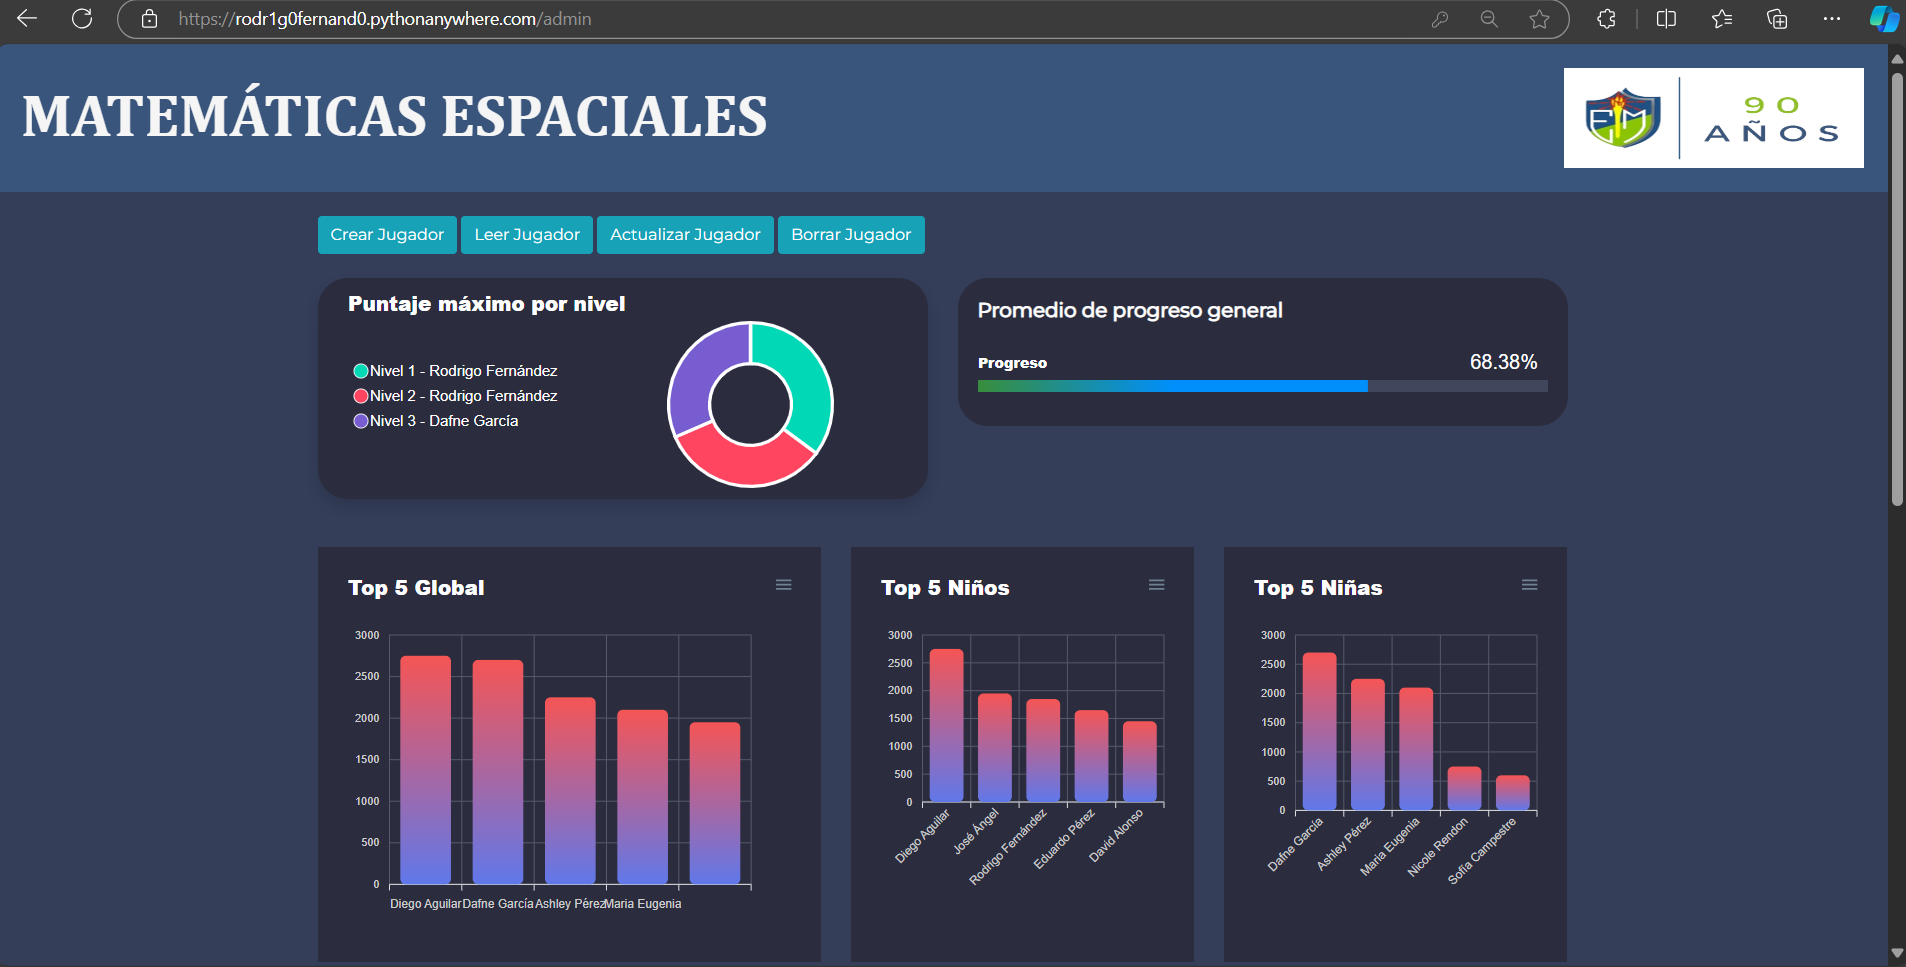 https://rodr1g0fernand0.pythonanywhere.com/admin
MATEMÁTICAS ESPACIALES
EJM
90
AÑOS
Crear Jugador
Leer Jugador
Actualizar Jugador
Borrar Jugador
Puntaje máximo por nivel
Nivel 1 - Rodrigo Fernández
Nivel 2 - Rodrigo Fernández
Nivel 3 - Dafne García
Promedio de progreso general
Progreso
68.38%
Top 5 Global
3000
2500
2000
1500
1000
500
0
Diego Aguilar
Dafne García
Ashley Pérez
Maria Eugenia
Top 5 Niños
3000
2500
2000
1500
1000
500
0
Diego Aguilar
José Ángel
Rodrigo Fernández
Eduardo Pérez
David Alonso
Top 5 Niñas
3000
2500
2000
1500
1000
500
0
Dafne García
Ashley Pérez
Maria Eugenia
Nicole Rendon
Sofía Campestre